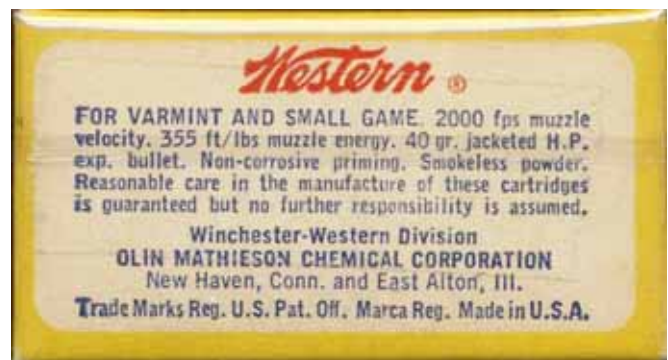 Western ®
FOR VARMINT AND SMALL GAME. 2000 fps muzzle
velocity. 355 ft/lbs muzzle energy. 40 gr. jacketed H.P.
exp. bullet. Non-corrosive priming. Smokeless powder.
Reasonable care in the manufacture of these cartridges
is guaranteed but no further responsibility is assumed.
Winchester-Western Division
OLIN MATHIESON CHEMICAL CORPORATION
New Haven, Conn. and East Alton, Ill.
Trade Marks Reg. U.S. Pat. Off. Marca Reg. Made in U.S.A.